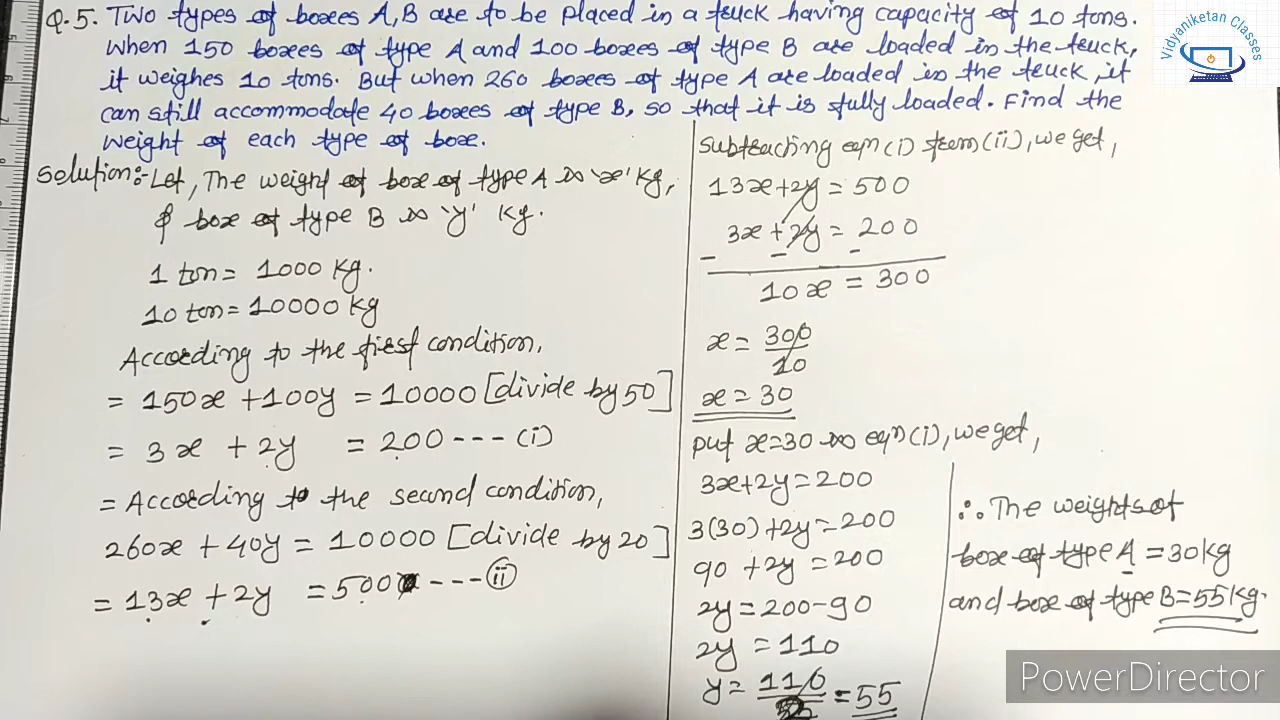 Q.5. Two types of boxes A, B are to be placed in a truck having capacity of 10 tons.
When 150 boxes of type A and 100 boxes of type B are loaded in the truck,
it weighes 10 tons. But when 260 boxes of type A are loaded in the truck, it
can still accommodate 40 boxes of type B, so that it is fully loaded. Find the
weight of each type of box.
Solution:- Let, The weight of box of type A is 'x' kg,
& box of type B is 'y' kg.
1 ton = 1000 kg.
10 ton = 10000 kg
According to the first condition,
= 150x + 100y = 10000 [divide by 50]
= 3x + 2y = 200 --- (i)
= According to the second condition,
260x + 40y = 10000 [divide by 20]
= 13x + 2y = 500 --- (ii)
Subtracting eqn (i) from (ii), we get,
13x + 2y = 500
3x + 2y = 200
- - -
10x = 300
x = 300/10
x = 30
put x=30 in eqn (i), we get,
3x+2y=200
3(30)+2y=200
90 + 2y = 200
2y = 200-90
2y = 110
y = 110/2 = 55
∴ The weights of
box of type A = 30 kg
and box of type B = 55 kg.
Vidyaniketan Classes
PowerDirector